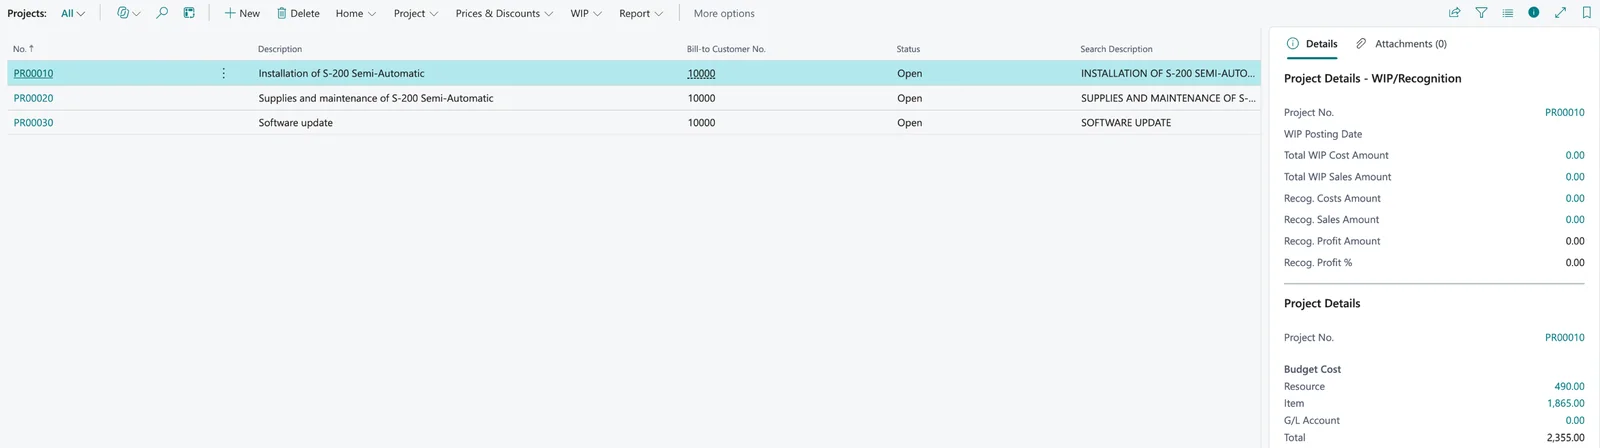 Projects: All New Delete Home Project Prices & Discounts WIP Report More options
No. ↑ Description Bill-to Customer No. Status Search Description
PR00010 Installation of S-200 Semi-Automatic 10000 Open INSTALLATION OF S-200 SEMI-AUTO...
PR00020 Supplies and maintenance of S-200 Semi-Automatic 10000 Open SUPPLIES AND MAINTENANCE OF S-...
PR00030 Software update 10000 Open SOFTWARE UPDATE
Details Attachments (0)
Project Details - WIP/Recognition
Project No. PR00010
WIP Posting Date
Total WIP Cost Amount 0.00
Total WIP Sales Amount 0.00
Recog. Costs Amount 0.00
Recog. Sales Amount 0.00
Recog. Profit Amount 0.00
Recog. Profit % 0.00
Project Details
Project No. PR00010
Budget Cost
Resource 490.00
Item 1,865.00
G/L Account 0.00
Total 2,355.00